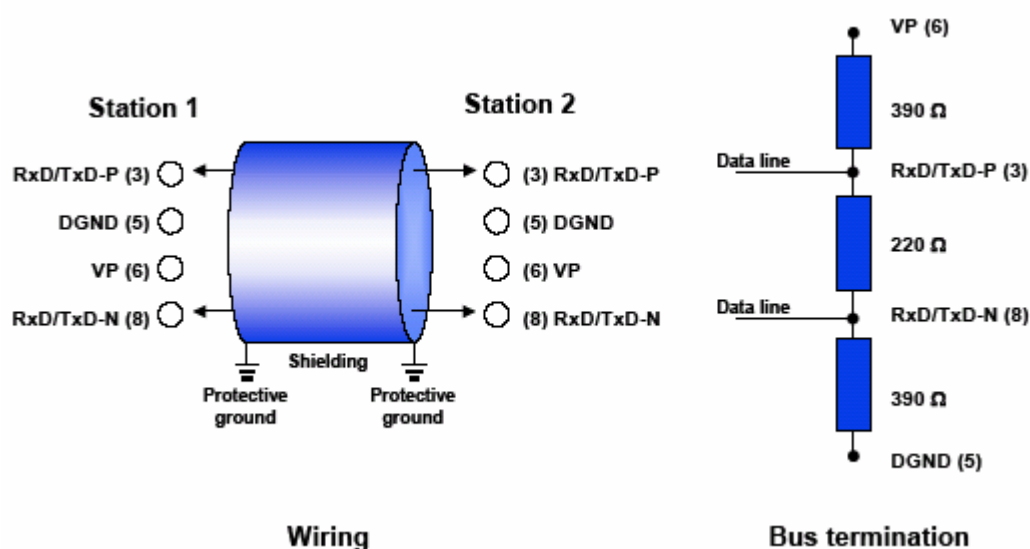 Station 1
RxD/TxD-P (3)
DGND (5)
VP (6)
RxD/TxD-N (8)
Station 2
(3) RxD/TxD-P
(5) DGND
(6) VP
(8) RxD/TxD-N
Shielding
Protective
ground
Protective
ground
Wiring
VP (6)
390 Ω
Data line
RxD/TxD-P (3)
220 Ω
Data line
RxD/TxD-N (8)
390 Ω
DGND (5)
Bus termination